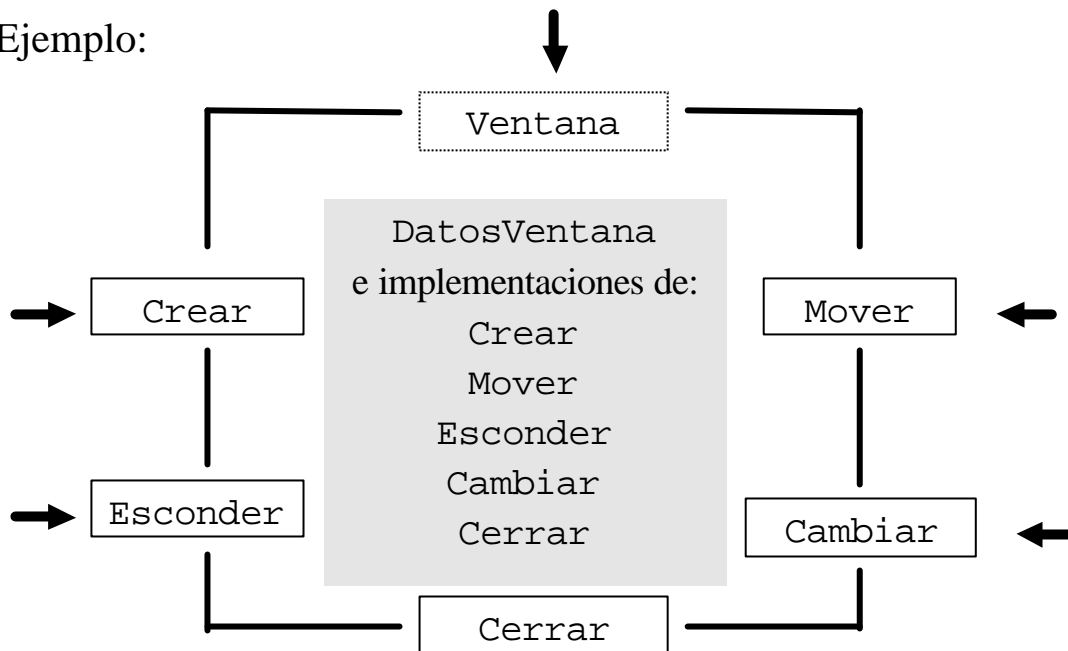 Ejemplo:
Ventana
DatosVentana
e implementaciones de:
Crear
Mover
Esconder
Cambiar
Cerrar
Crear
Mover
Esconder
Cambiar
Cerrar